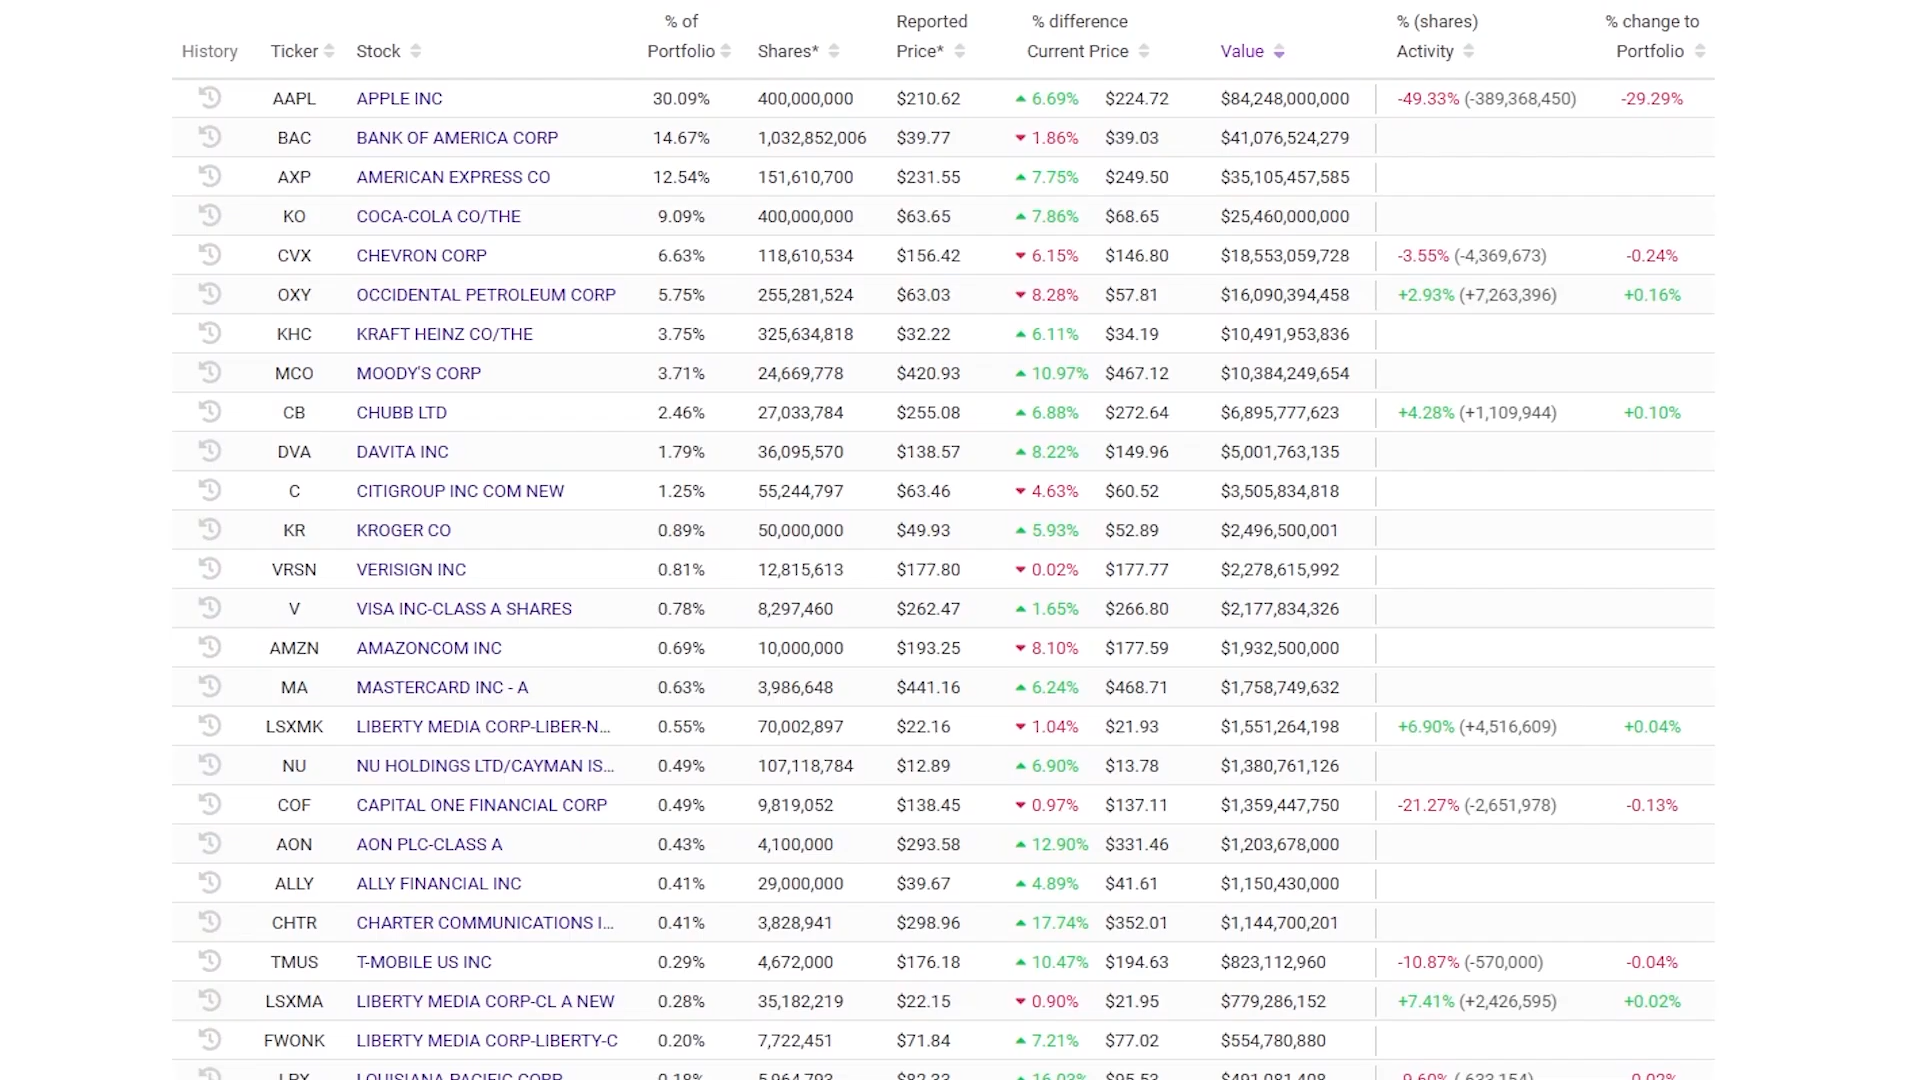 % of Reported % difference % (shares) % change to
History Ticker Stock Portfolio Shares* Price* Current Price Value Activity Portfolio
AAPL APPLE INC 30.09% 400,000,000 $210.62 6.69% $224.72 $84,248,000,000 -49.33% (-389,368,450) -29.29%
BAC BANK OF AMERICA CORP 14.67% 1,032,852,006 $39.77 1.86% $39.03 $41,076,524,279
AXP AMERICAN EXPRESS CO 12.54% 151,610,700 $231.55 7.75% $249.50 $35,105,457,585
KO COCA-COLA CO/THE 9.09% 400,000,000 $63.65 7.86% $68.65 $25,460,000,000
CVX CHEVRON CORP 6.63% 118,610,534 $156.42 6.15% $146.80 $18,553,059,728 -3.55% (-4,369,673) -0.24%
OXY OCCIDENTAL PETROLEUM CORP 5.75% 255,281,524 $63.03 8.28% $57.81 $16,090,394,458 +2.93% (+7,263,396) +0.16%
KHC KRAFT HEINZ CO/THE 3.75% 325,634,818 $32.22 6.11% $34.19 $10,491,953,836
MCO MOODY'S CORP 3.71% 24,669,778 $420.93 10.97% $467.12 $10,384,249,654
CB CHUBB LTD 2.46% 27,033,784 $255.08 6.88% $272.64 $6,895,777,623 +4.28% (+1,109,944) +0.10%
DVA DAVITA INC 1.79% 36,095,570 $138.57 8.22% $149.96 $5,001,763,135
C CITIGROUP INC COM NEW 1.25% 55,244,797 $63.46 4.63% $60.52 $3,505,834,818
KR KROGER CO 0.89% 50,000,000 $49.93 5.93% $52.89 $2,496,500,001
VRSN VERISIGN INC 0.81% 12,815,613 $177.80 0.02% $177.77 $2,278,615,992
V VISA INC-CLASS A SHARES 0.78% 8,297,460 $262.47 1.65% $266.80 $2,177,834,326
AMZN AMAZONCOM INC 0.69% 10,000,000 $193.25 8.10% $177.59 $1,932,500,000
MA MASTERCARD INC - A 0.63% 3,986,648 $441.16 6.24% $468.71 $1,758,749,632
LSXMK LIBERTY MEDIA CORP-LIBER-N... 0.55% 70,002,897 $22.16 1.04% $21.93 $1,551,264,198 +6.90% (+4,516,609) +0.04%
NU NU HOLDINGS LTD/CAYMAN IS... 0.49% 107,118,784 $12.89 6.90% $13.78 $1,380,761,126
COF CAPITAL ONE FINANCIAL CORP 0.49% 9,819,052 $138.45 0.97% $137.11 $1,359,447,750 -21.27% (-2,651,978) -0.13%
AON AON PLC-CLASS A 0.43% 4,100,000 $293.58 12.90% $331.46 $1,203,678,000
ALLY ALLY FINANCIAL INC 0.41% 29,000,000 $39.67 4.89% $41.61 $1,150,430,000
CHTR CHARTER COMMUNICATIONS I... 0.41% 3,828,941 $298.96 17.74% $352.01 $1,144,700,201
TMUS T-MOBILE US INC 0.29% 4,672,000 $176.18 10.47% $194.63 $823,112,960 -10.87% (-570,000) -0.04%
LSXMA LIBERTY MEDIA CORP-CL A NEW 0.28% 35,182,219 $22.15 0.90% $21.95 $779,286,152 +7.41% (+2,426,595) +0.02%
FWONK LIBERTY MEDIA CORP-LIBERTY-C 0.20% 7,722,451 $71.84 7.21% $77.02 $554,780,880
LPX LOUISIANA PACIFIC CORP